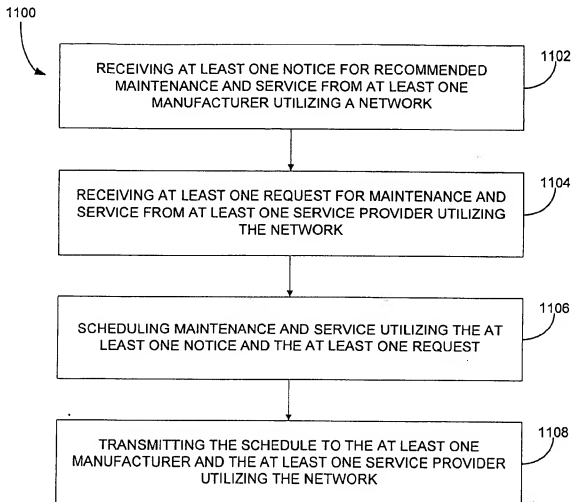 1100
RECEIVING AT LEAST ONE NOTICE FOR RECOMMENDED
MAINTENANCE AND SERVICE FROM AT LEAST ONE
MANUFACTURER UTILIZING A NETWORK
1102
RECEIVING AT LEAST ONE REQUEST FOR MAINTENANCE AND
SERVICE FROM AT LEAST ONE SERVICE PROVIDER UTILIZING
THE NETWORK
1104
SCHEDULING MAINTENANCE AND SERVICE UTILIZING THE AT
LEAST ONE NOTICE AND THE AT LEAST ONE REQUEST
1106
TRANSMITTING THE SCHEDULE TO THE AT LEAST ONE
MANUFACTURER AND THE AT LEAST ONE SERVICE PROVIDER
UTILIZING THE NETWORK
1108